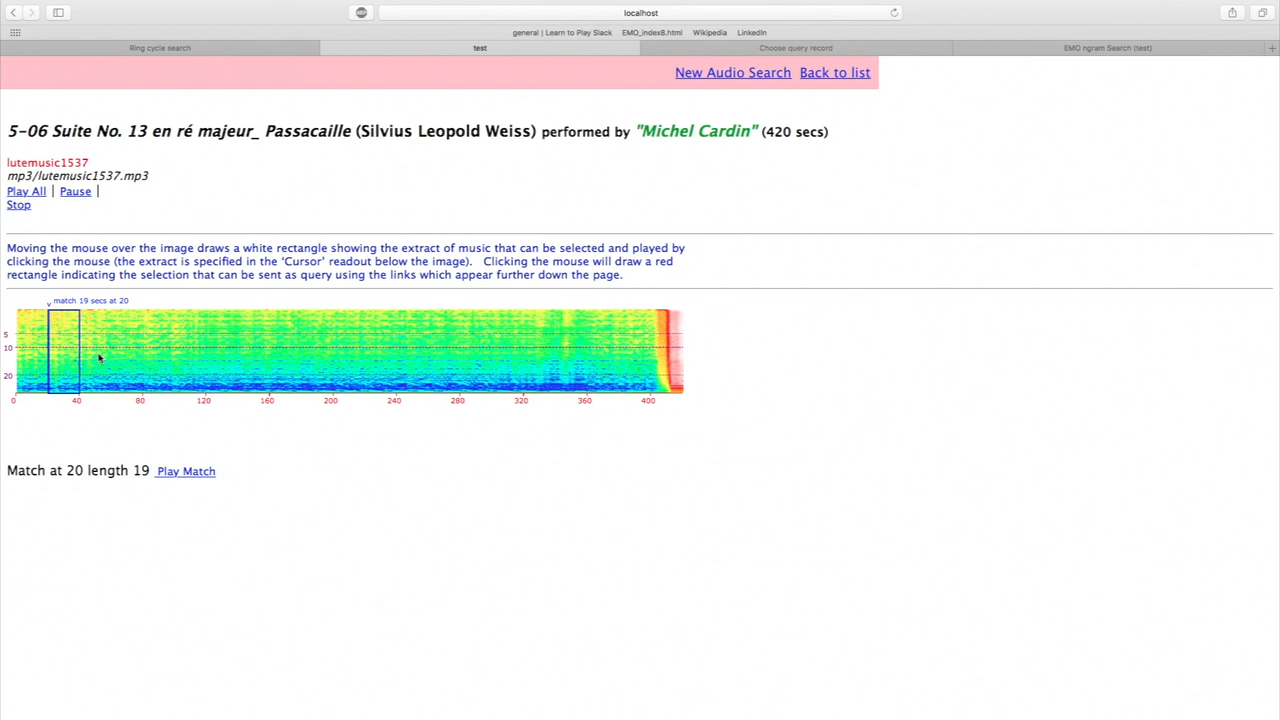 localhost
general | Learn to Play Slack EMO_index8.html Wikipedia LinkedIn
Ring cycle search test Choose query record EMO ngram Search (test)
New Audio Search Back to list
5-06 Suite No. 13 en ré majeur_ Passacaille (Silvius Leopold Weiss) performed by "Michel Cardin" (420 secs)
lutemusic1537
mp3/lutemusic1537.mp3
Play All | Pause |
Stop
Moving the mouse over the image draws a white rectangle showing the extract of music that can be selected and played by
clicking the mouse (the extract is specified in the ‘Cursor’ readout below the image). Clicking the mouse will draw a red
rectangle indicating the selection that can be sent as query using the links which appear further down the page.
v match 19 secs at 20
5
10
20
0 40 80 120 160 200 240 280 320 360 400
Match at 20 length 19 Play Match